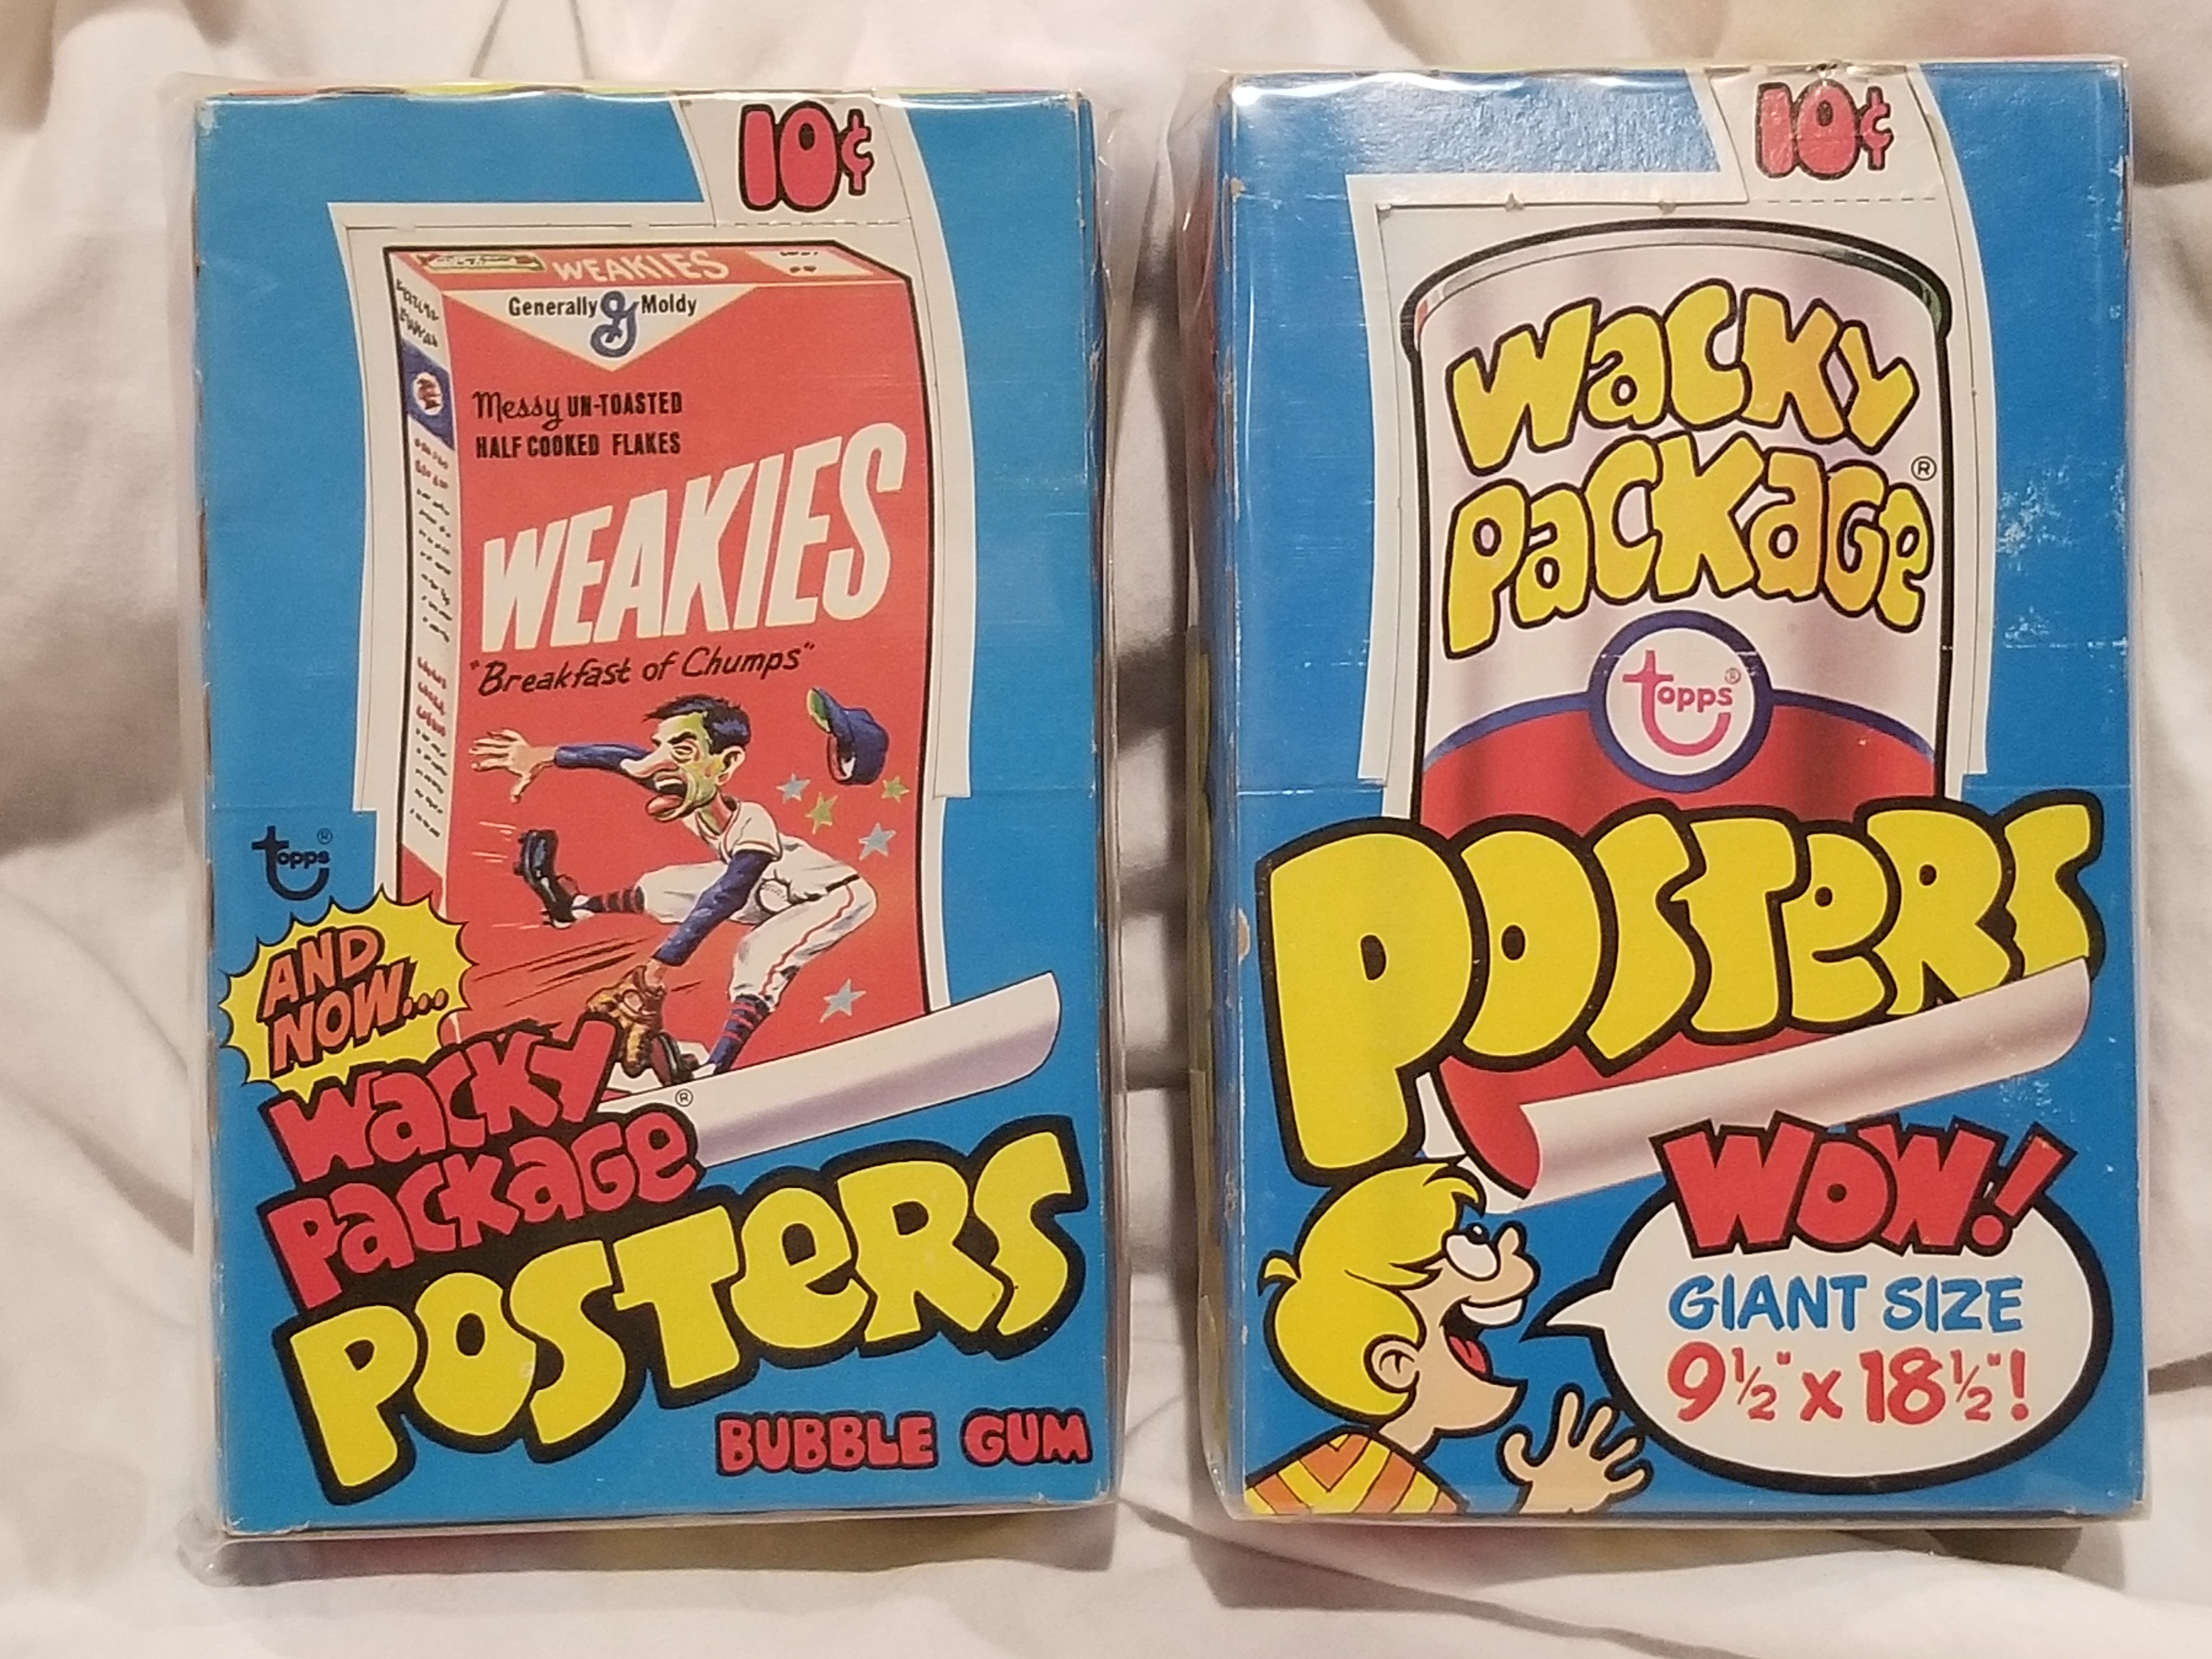 10¢
WEAKIES
Generally G Moldy
Messy UN-TOASTED
HALF COOKED FLAKES
WEAKIES
"Breakfast of Chumps"
topps®
AND
NOW...
WACKY
PACKAGE®
POSTERS
BUBBLE GUM
10¢
WACKY
PACKAGE®
topps®
POSTERS
WOW!
GIANT SIZE
9½" x 18½"!